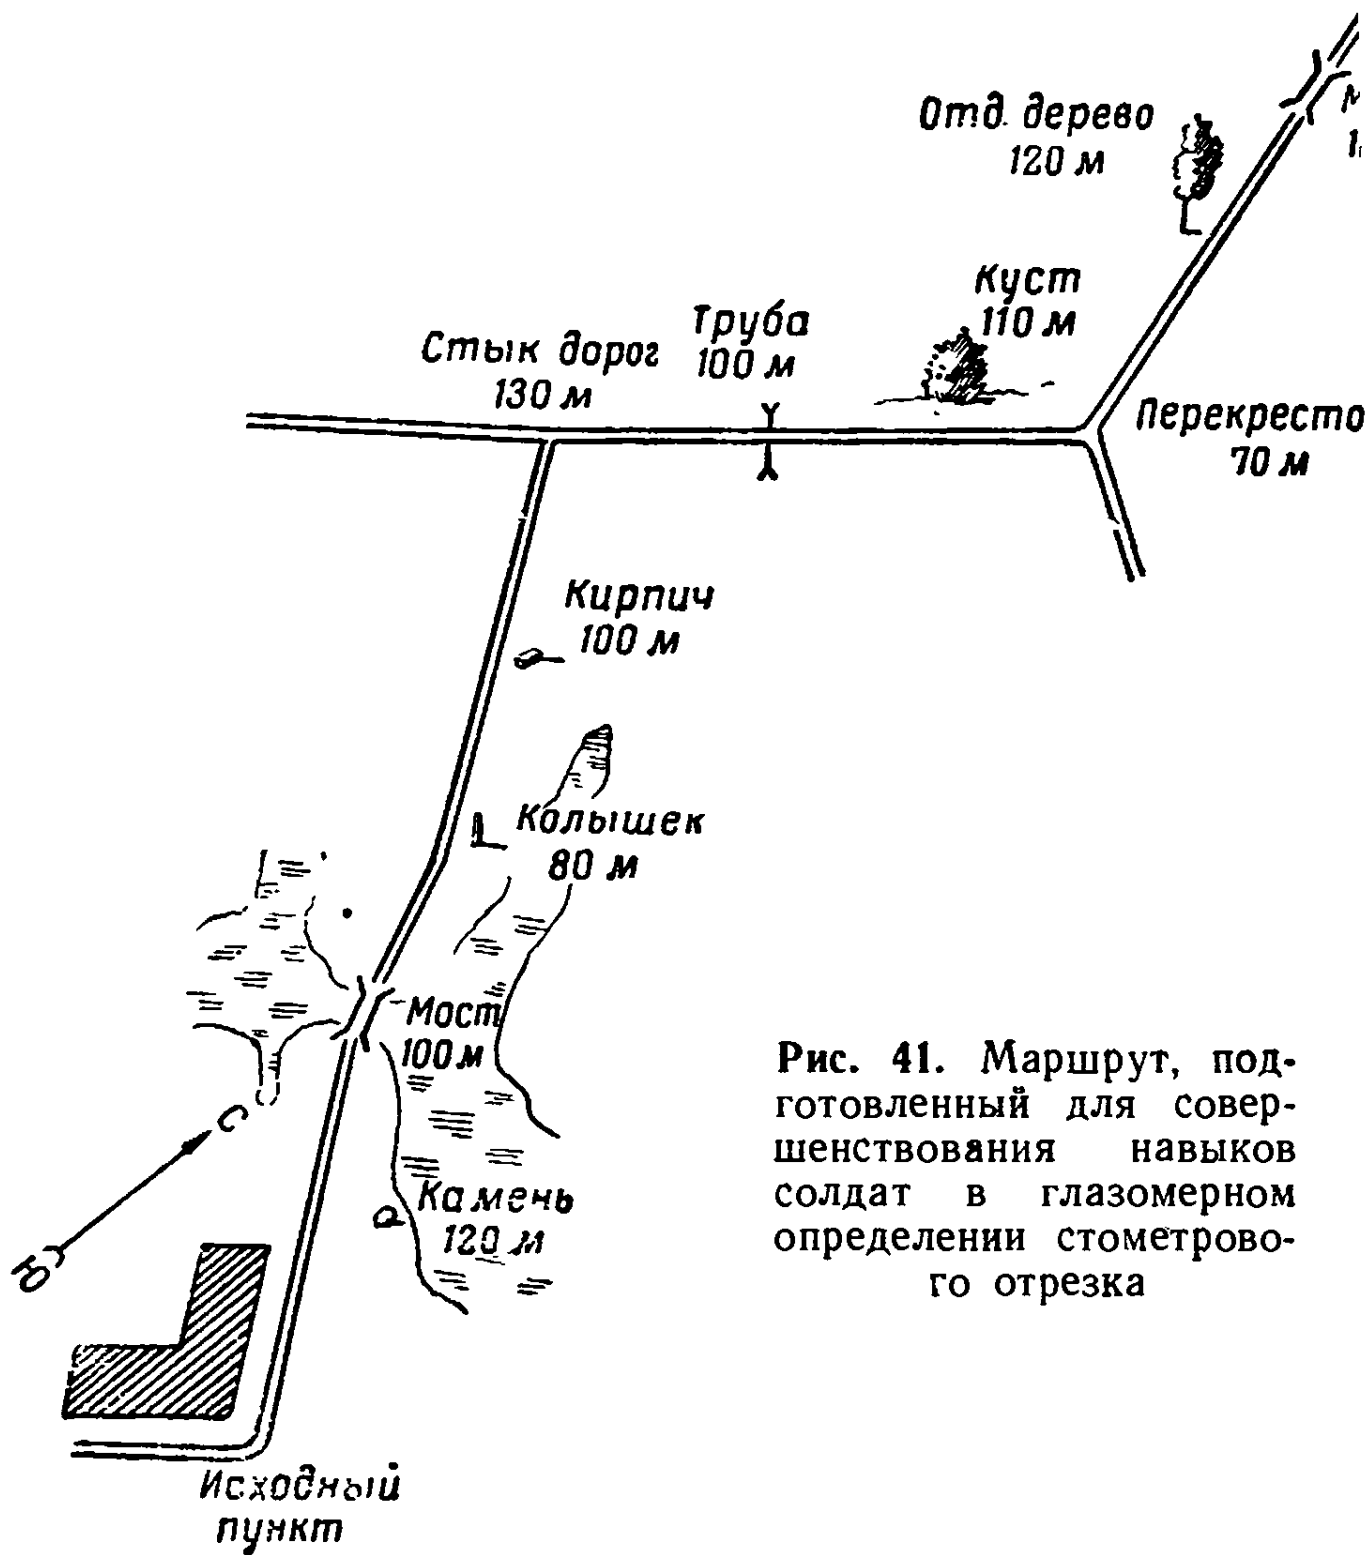 Отд. дерево
120 м
Куст
110 м
Труба
100 м
Стык дорог
130 м
70 м
Кирпич
100 м
Колышек
80 м
Мост
100 м
С
Камень
120 м
Ю
Исходный
пункт
Рис. 41. Маршрут, под-
готовленный для совер-
шенствования навыков
солдат в глазомерном
определении стометрово-
го отрезка